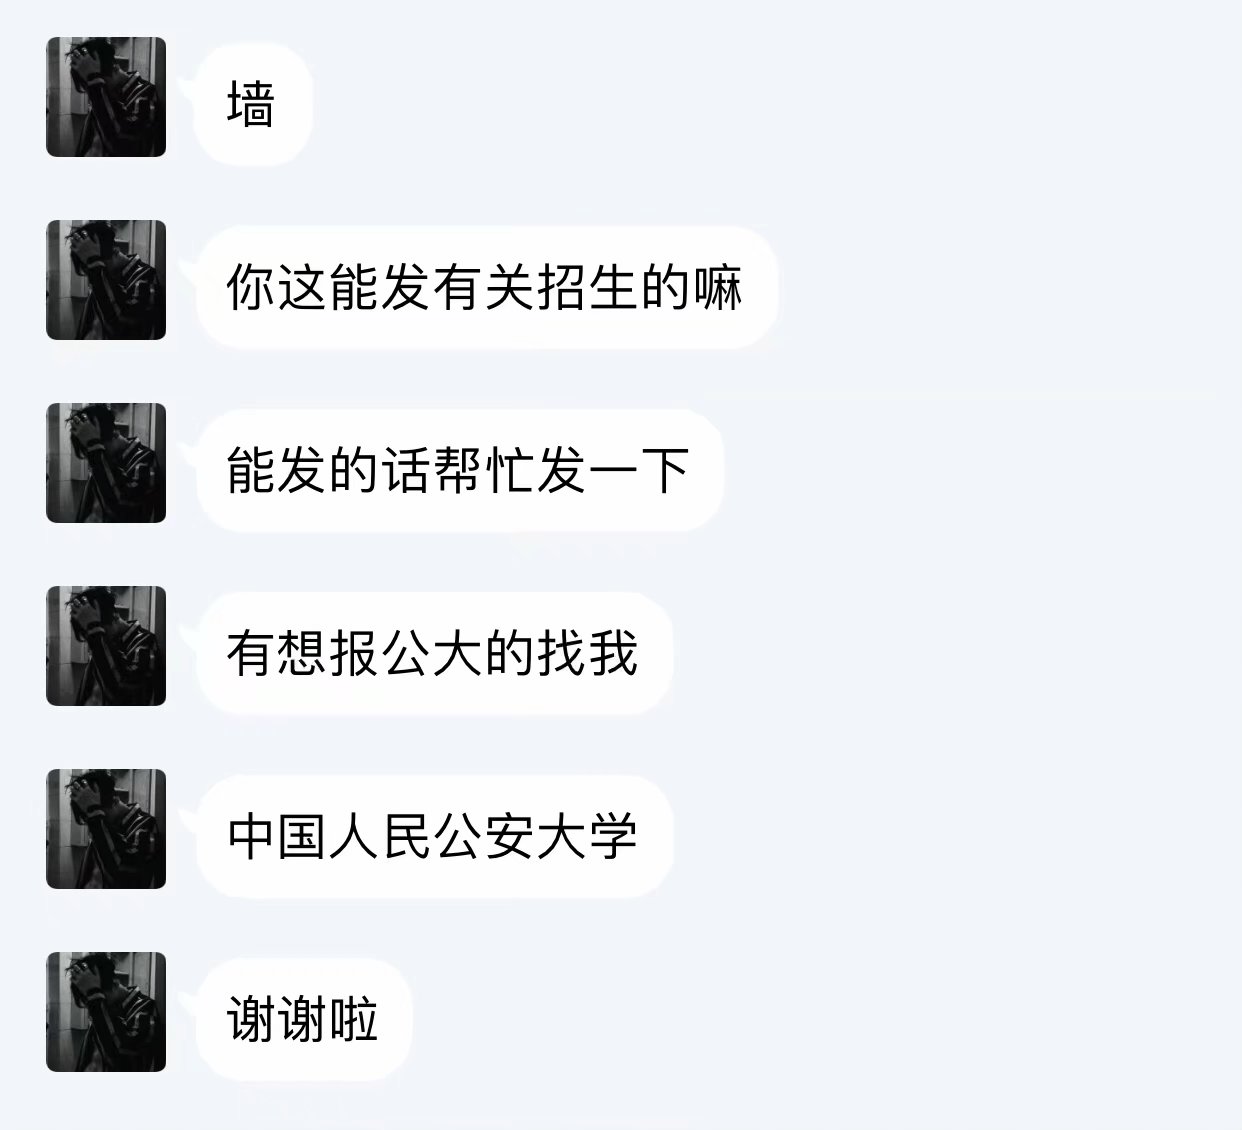 墙
你这能发有关招生的嘛
能发的话帮忙发一下
有想报公大的找我
中国人民公安大学
谢谢啦